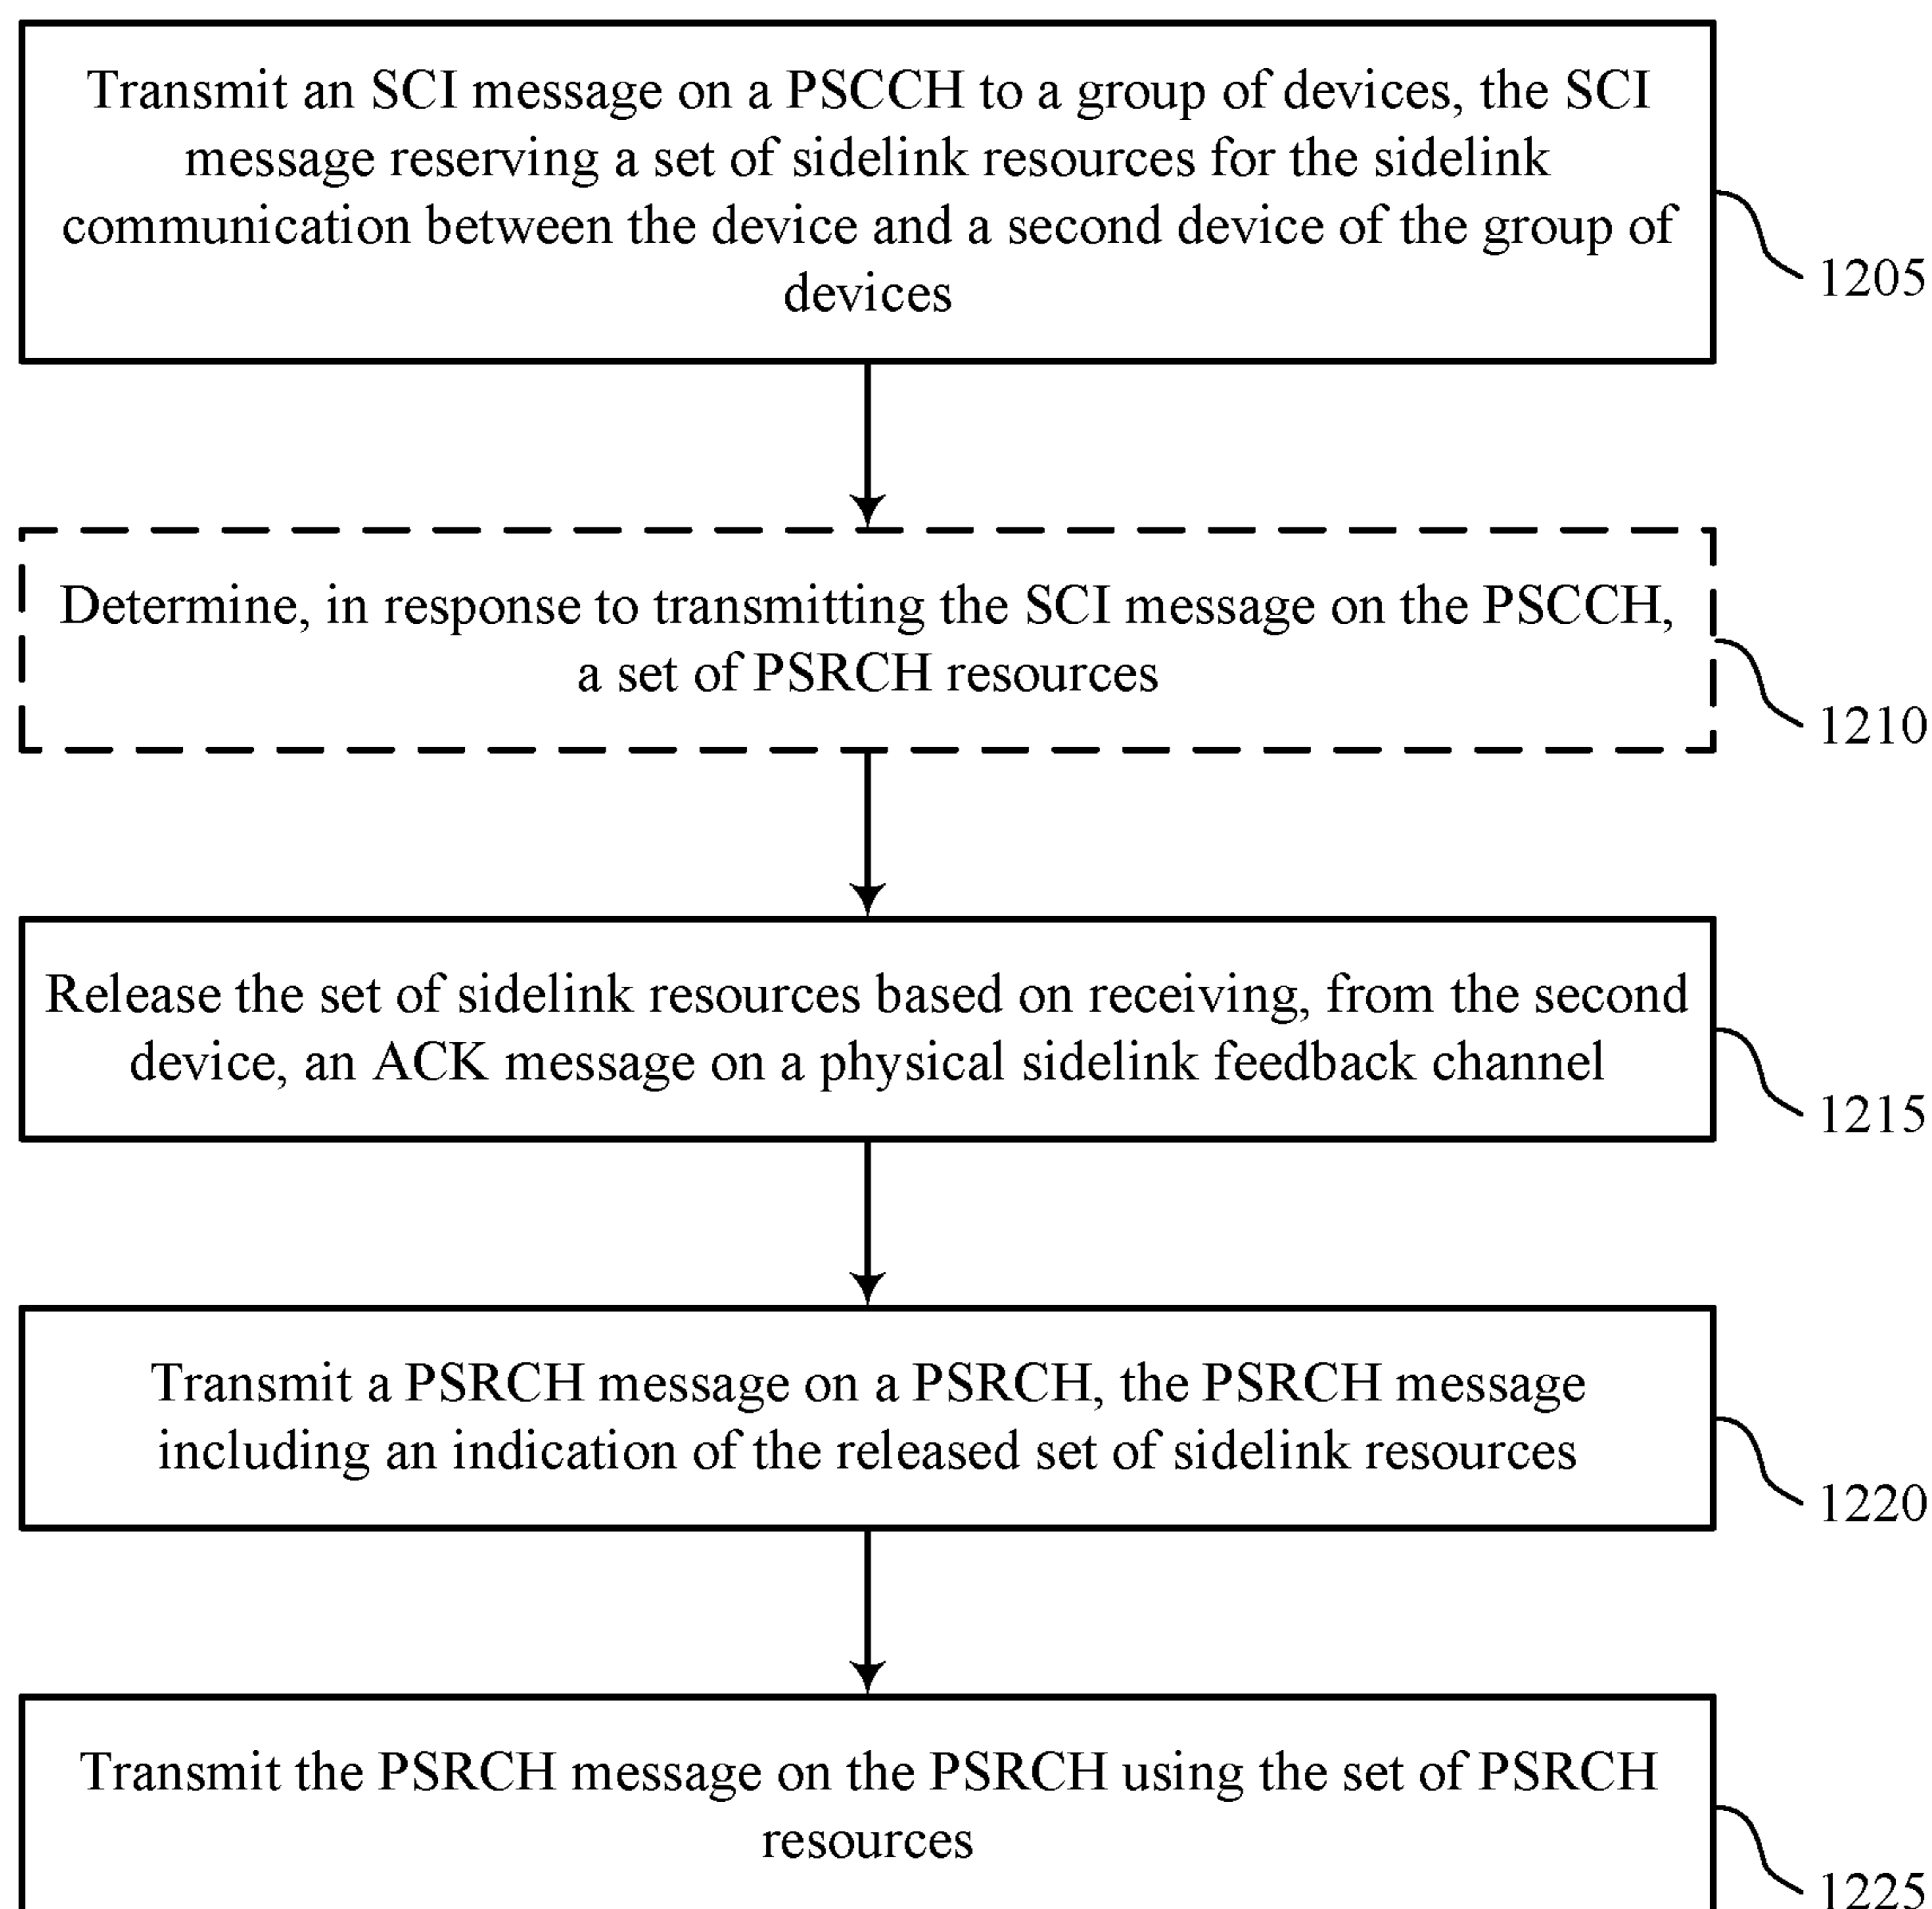 Transmit an SCI message on a PSCCH to a group of devices, the SCI
message reserving a set of sidelink resources for the sidelink
communication between the device and a second device of the group of
devices
1205
Determine, in response to transmitting the SCI message on the PSCCH,
a set of PSRCH resources
1210
Release the set of sidelink resources based on receiving, from the second
device, an ACK message on a physical sidelink feedback channel
1215
Transmit a PSRCH message on a PSRCH, the PSRCH message
including an indication of the released set of sidelink resources
1220
Transmit the PSRCH message on the PSRCH using the set of PSRCH
resources
1225